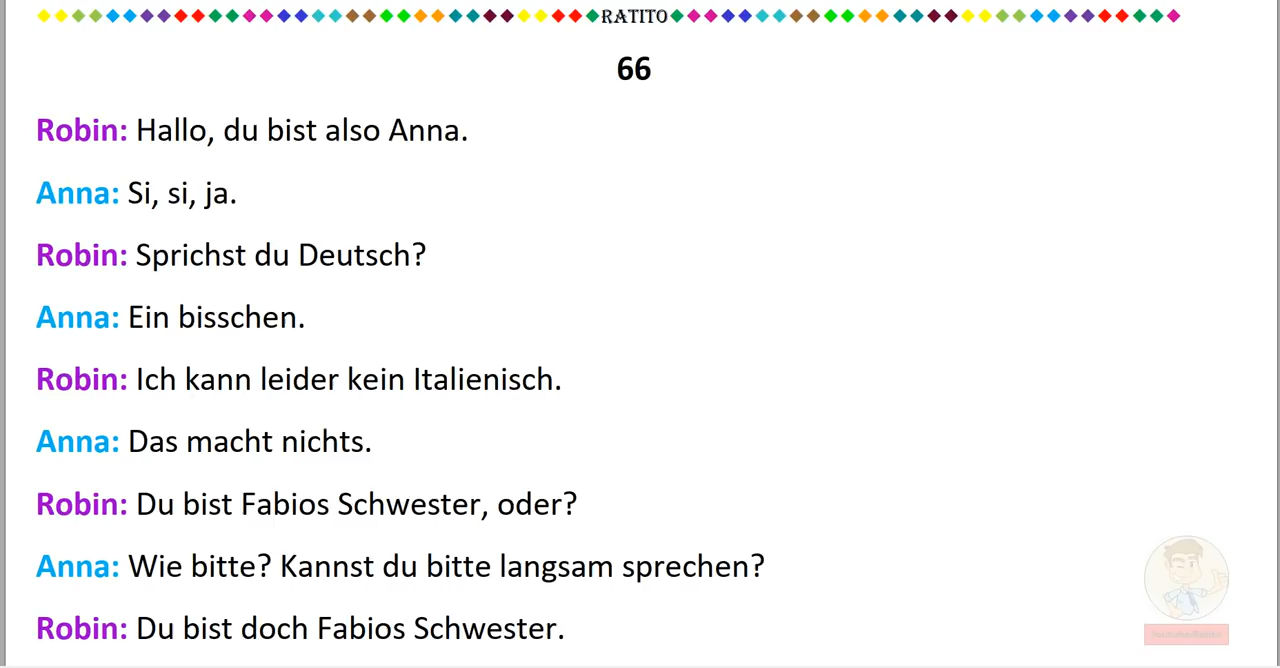 RATITO
66
Robin: Hallo, du bist also Anna.
Anna: Si, si, ja.
Robin: Sprichst du Deutsch?
Anna: Ein bisschen.
Robin: Ich kann leider kein Italienisch.
Anna: Das macht nichts.
Robin: Du bist Fabios Schwester, oder?
Anna: Wie bitte? Kannst du bitte langsam sprechen?
Robin: Du bist doch Fabios Schwester.